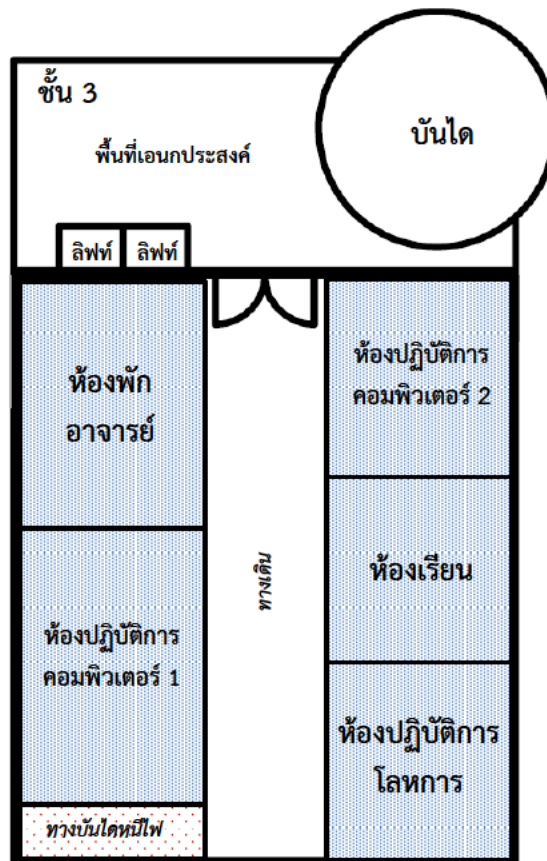 ชั้น 3
บันได
พื้นที่เอนกประสงค์
ลิฟท์
ลิฟท์
ห้องพัก
อาจารย์
ห้องปฏิบัติการ
คอมพิวเตอร์ 2
ทางเดิน
ห้องเรียน
ห้องปฏิบัติการ
คอมพิวเตอร์ 1
ห้องปฏิบัติการ
โลหการ
ทางบันไดหนีไฟ